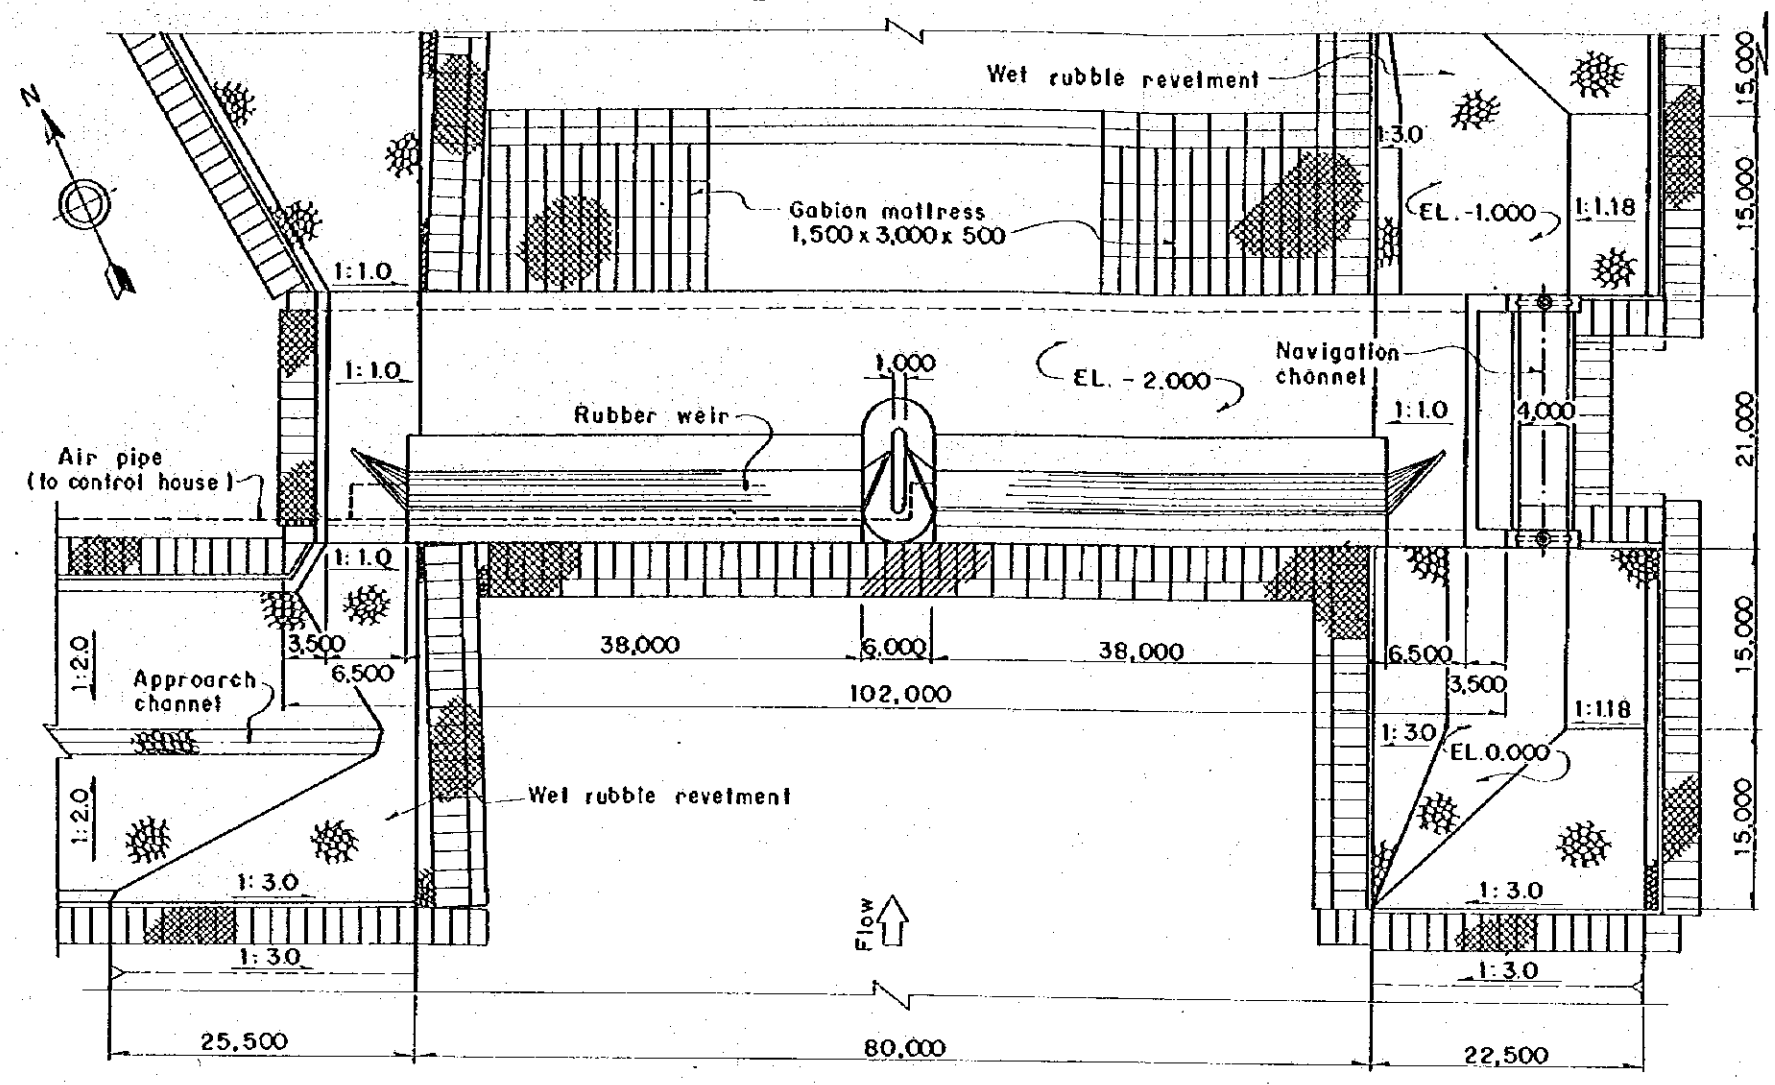 Wet rubble revetment
15,000
N
1:3.0
15,000
Gabion mattress
1,500 x 3,000 x 500
EL. -1.000
1:1.18
1:1.0
Navigation
channel
1,000
EL. - 2.000
1:1.0
Rubber weir
1:1.0
4,000
21,000
Air pipe
(to control house)
1:1.0
3,500
38,000
6,000
38,000
6,500
15,000
1:2.0
6,500
3,500
Approarch
channel
102,000
1:1.18
1:3.0
EL.0.000
1:2.0
Wet rubble revetment
15,000
1:3.0
1:3.0
Flow
1:3.0
1:3.0
25,500
80,000
22,500